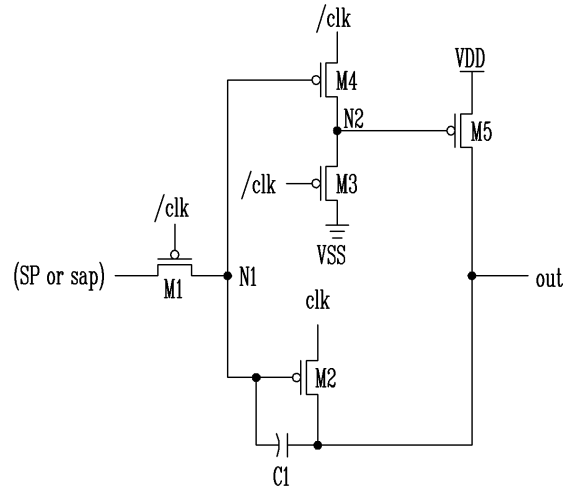 /clk
VDD
M4
N2
M5
/clk
M3
/clk
VSS
(SP or sap)
M1
N1
out
clk
M2
C1